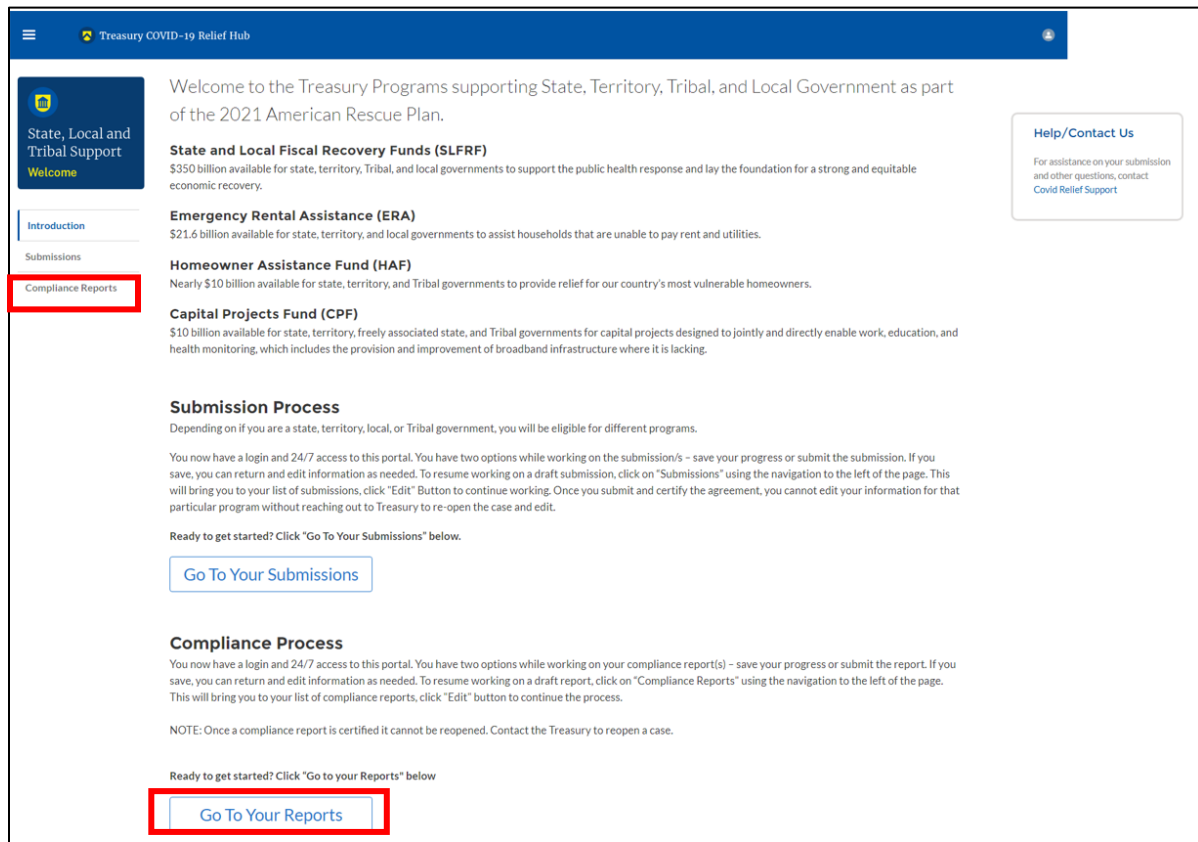 Treasury COVID-19 Relief Hub
State, Local and
Tribal Support
Welcome
Introduction
Submissions
Compliance Reports
Welcome to the Treasury Programs supporting State, Territory, Tribal, and Local Government as part
of the 2021 American Rescue Plan.
State and Local Fiscal Recovery Funds (SLFRF)
$350 billion available for state, territory, Tribal, and local governments to support the public health response and lay the foundation for a strong and equitable
economic recovery.
Emergency Rental Assistance (ERA)
$21.6 billion available for state, territory, and local governments to assist households that are unable to pay rent and utilities.
Homeowner Assistance Fund (HAF)
Nearly $10 billion available for state, territory, and Tribal governments to provide relief for our country's most vulnerable homeowners.
Capital Projects Fund (CPF)
$10 billion available for state, territory, freely associated state, and Tribal governments for capital projects designed to jointly and directly enable work, education, and
health monitoring, which includes the provision and improvement of broadband infrastructure where it is lacking.
Submission Process
Depending on if you are a state, territory, local, or Tribal government, you will be eligible for different programs.
You now have a login and 24/7 access to this portal. You have two options while working on the submission/s – save your progress or submit the submission. If you
save, you can return and edit information as needed. To resume working on a draft submission, click on "Submissions" using the navigation to the left of the page. This
will bring you to your list of submissions, click "Edit" Button to continue working. Once you submit and certify the agreement, you cannot edit your information for that
particular program without reaching out to Treasury to re-open the case and edit.
Ready to get started? Click "Go To Your Submissions" below.
Go To Your Submissions
Compliance Process
You now have a login and 24/7 access to this portal. You have two options while working on your compliance report(s) – save your progress or submit the report. If you
save, you can return and edit information as needed. To resume working on a draft report, click on "Compliance Reports" using the navigation to the left of the page.
This will bring you to your list of compliance reports, click "Edit" button to continue the process.
NOTE: Once a compliance report is certified it cannot be reopened. Contact the Treasury to reopen a case.
Ready to get started? Click "Go to your Reports" below
Go To Your Reports
Help/Contact Us
For assistance on your submission
and other questions, contact
Covid Relief Support